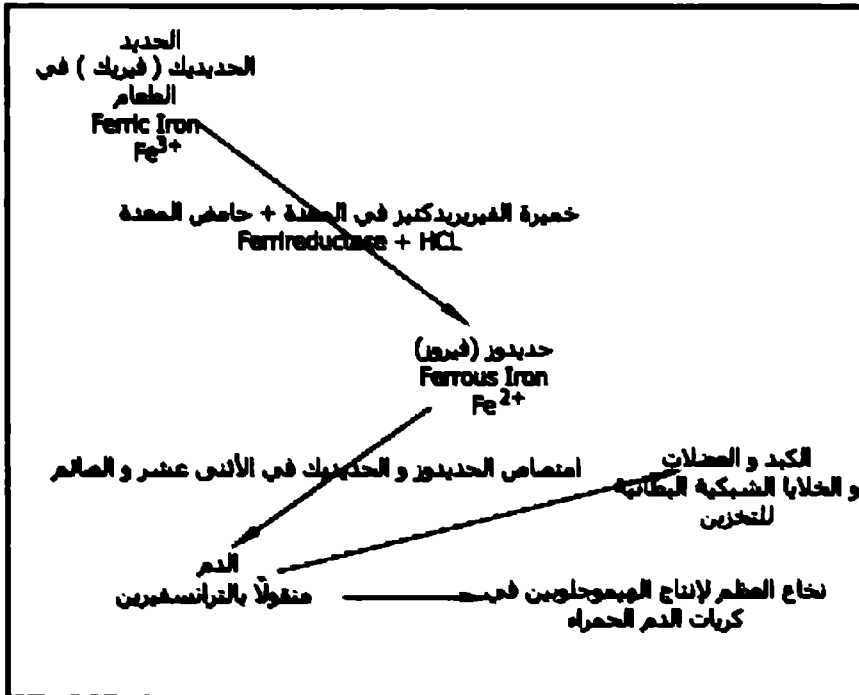 الحديد
الحديديك ( فيريك ) في
الطعام
Ferric Iron
Fe3+
خميرة الفيريريدكتيز في المعدة + حامض المعدة
Ferrireductase + HCL
حديدوز (فيروز)
Ferrous Iron
Fe2+
امتصاص الحديدوز و الحديديك في الأثنى عشر و الصائم
الكبد و العضلات
و الخلايا الشبكية البطانية
للتخزين
الدم
منقولًا بالترانسفيرين
نخاع العظم لإنتاج الهيموجلوبين في
كريات الدم الحمراء